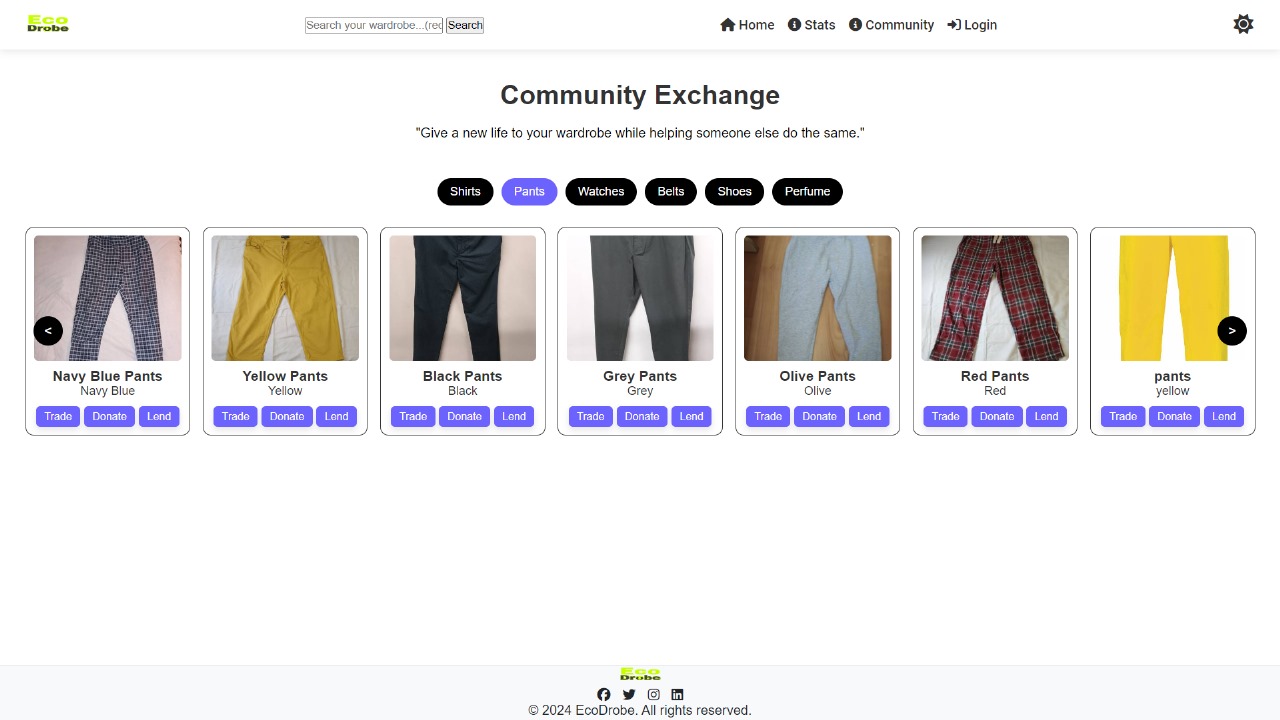 Eco
Drobe
Search your wardrobe...(red
Search
Home
Stats
Community
Login
Community Exchange
"Give a new life to your wardrobe while helping someone else do the same."
Shirts
Pants
Watches
Belts
Shoes
Perfume
<
>
Navy Blue Pants
Navy Blue
Trade Donate Lend
Yellow Pants
Yellow
Trade Donate Lend
Black Pants
Black
Trade Donate Lend
Grey Pants
Grey
Trade Donate Lend
Olive Pants
Olive
Trade Donate Lend
Red Pants
Red
Trade Donate Lend
pants
yellow
Trade Donate Lend
Eco
Drobe
© 2024 EcoDrobe. All rights reserved.